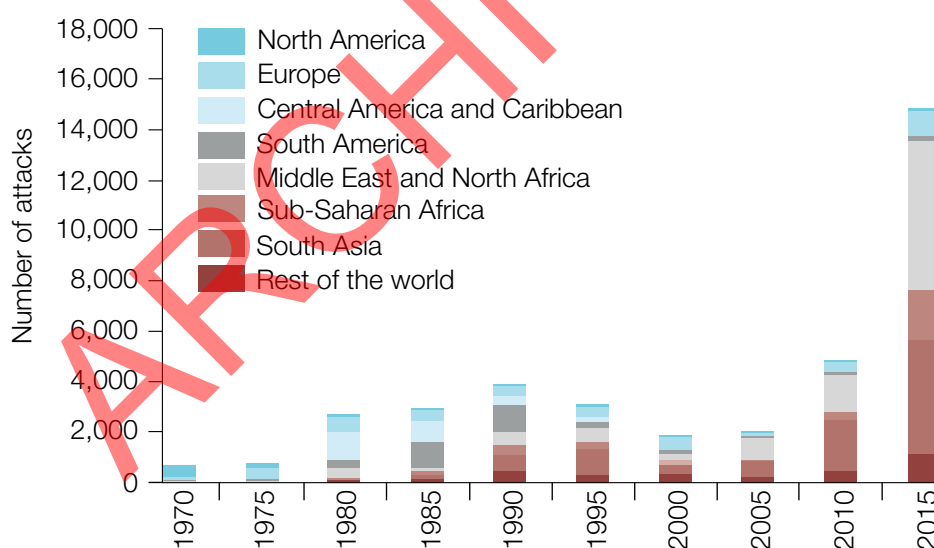 18,000
16,000
14,000
12,000
10,000
8,000
6,000
4,000
2,000
0
Number of attacks
North America
Europe
Central America and Caribbean
South America
Middle East and North Africa
Sub-Saharan Africa
South Asia
Rest of the world
1970
1975
1980
1985
1990
1995
2000
2005
2010
2015
ARCHI